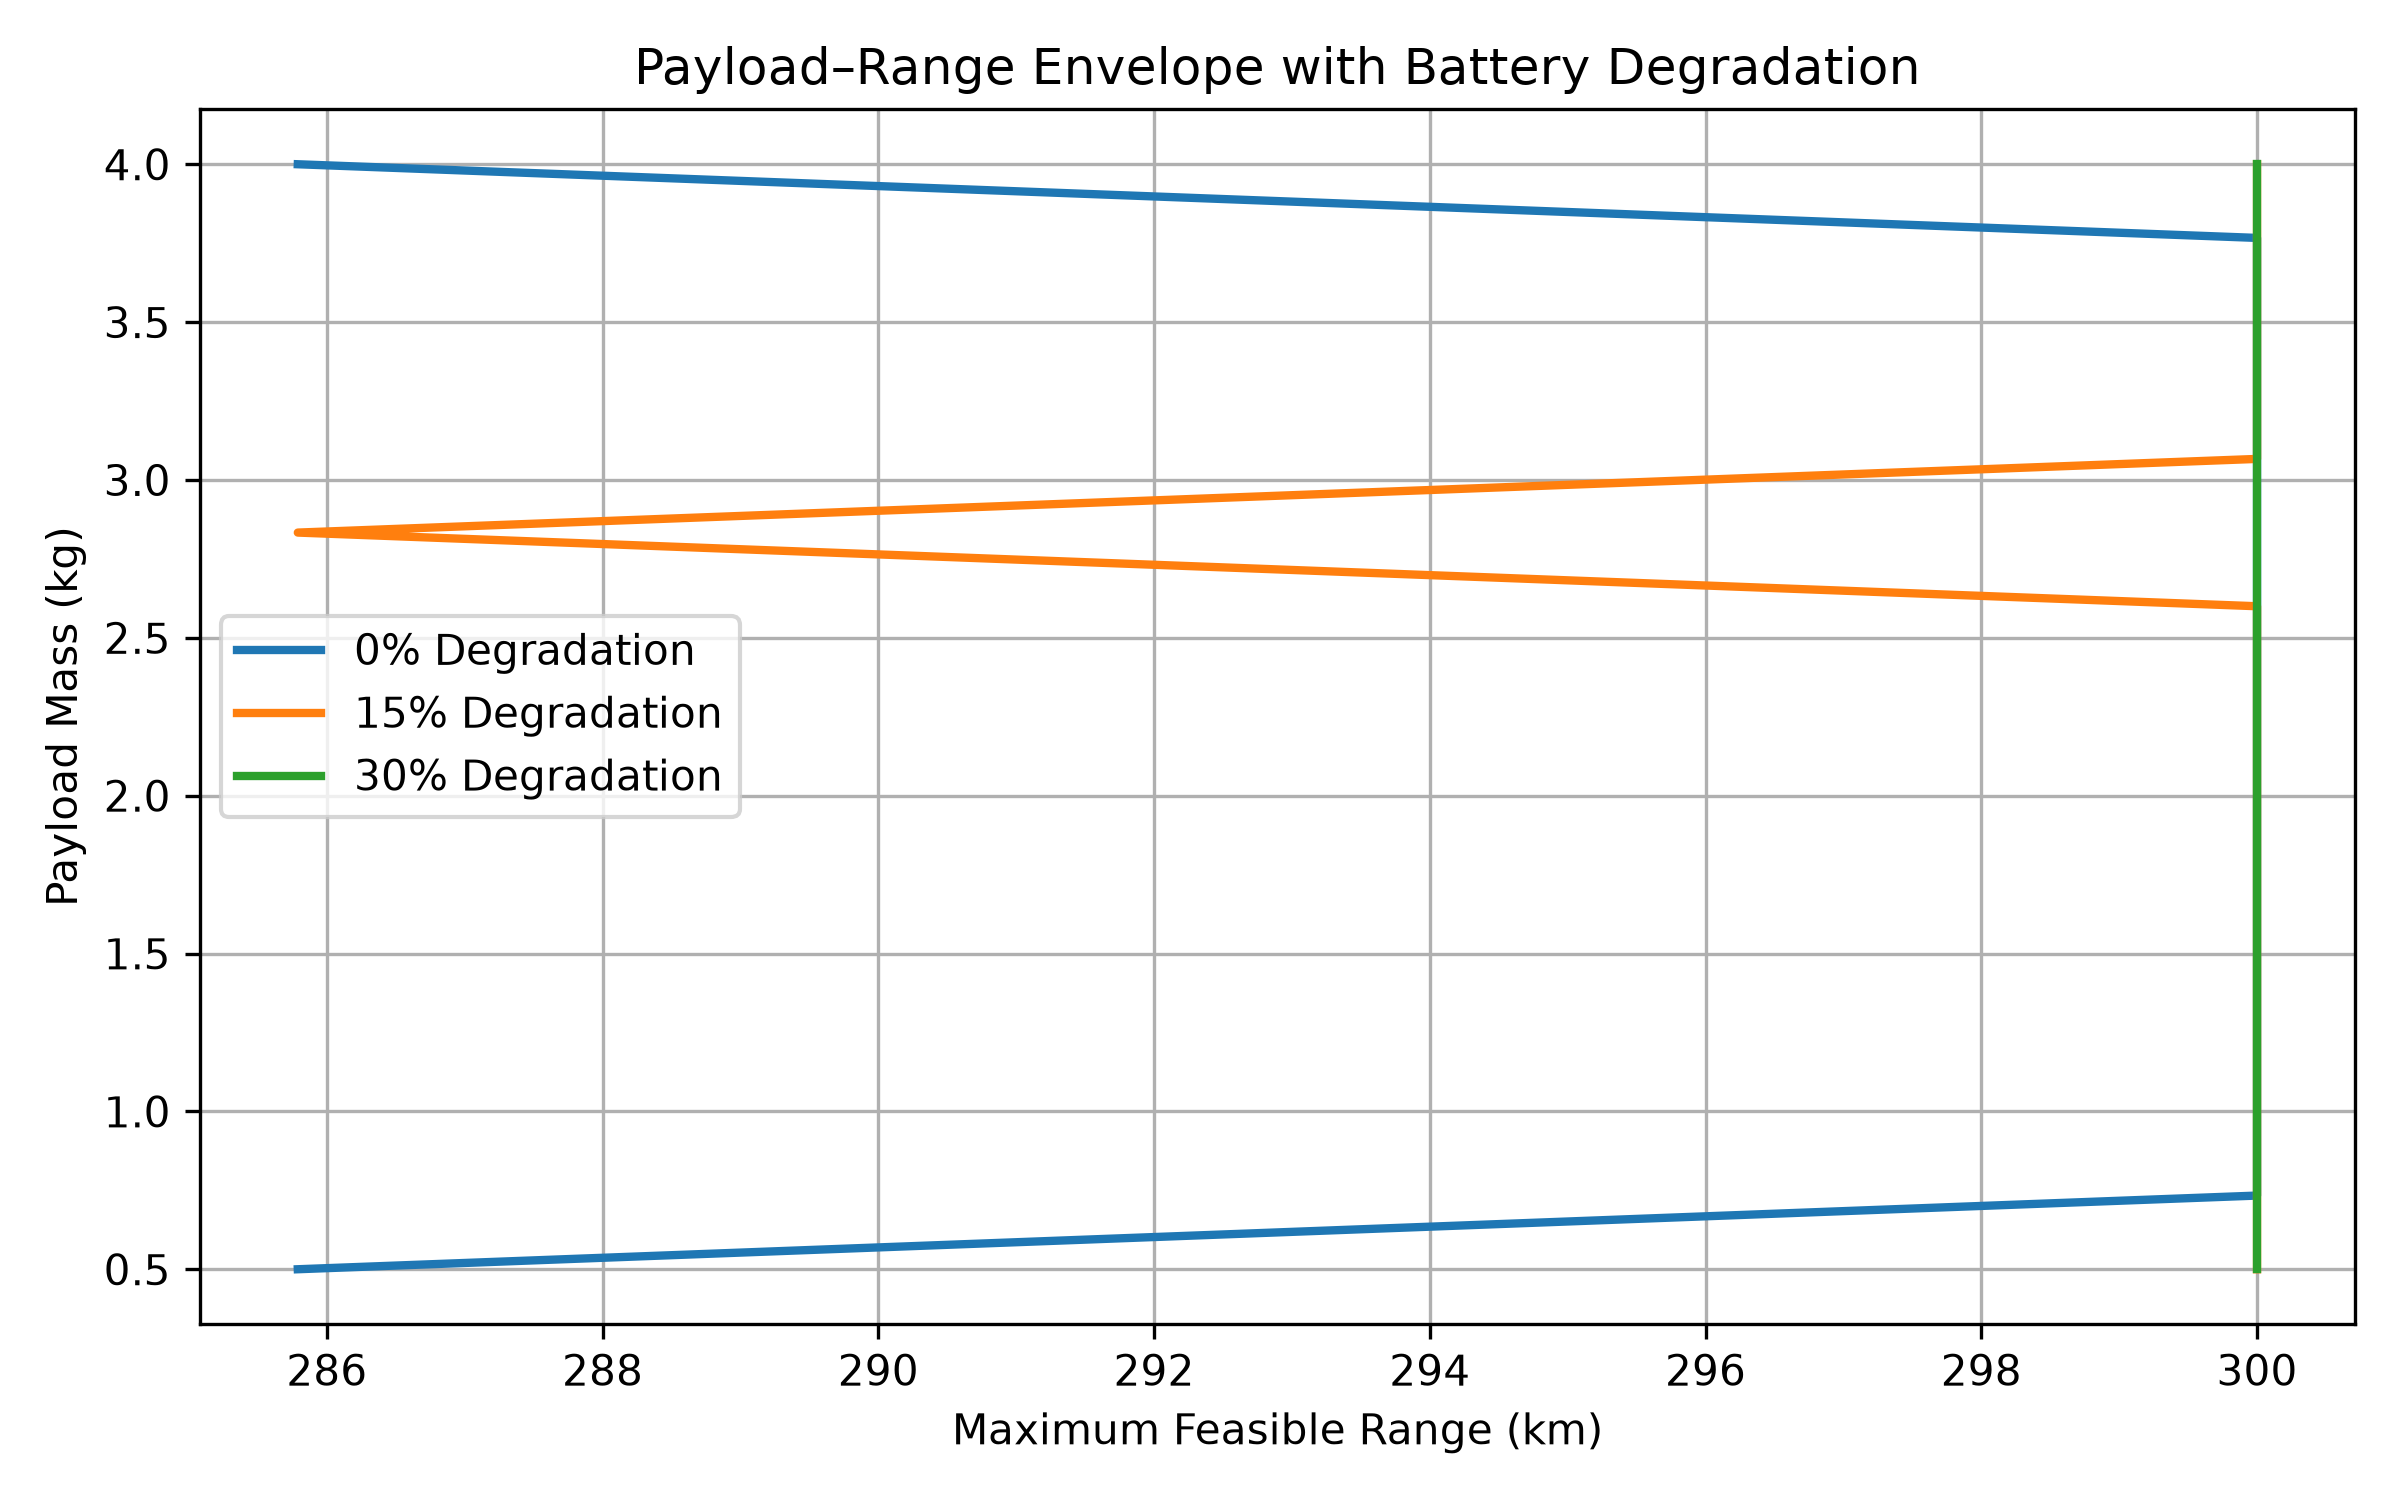 Payload–Range Envelope with Battery Degradation
Payload Mass (kg)
4.0
3.5
3.0
2.5
2.0
1.5
1.0
0.5
0% Degradation
15% Degradation
30% Degradation
286 288 290 292 294 296 298 300
Maximum Feasible Range (km)